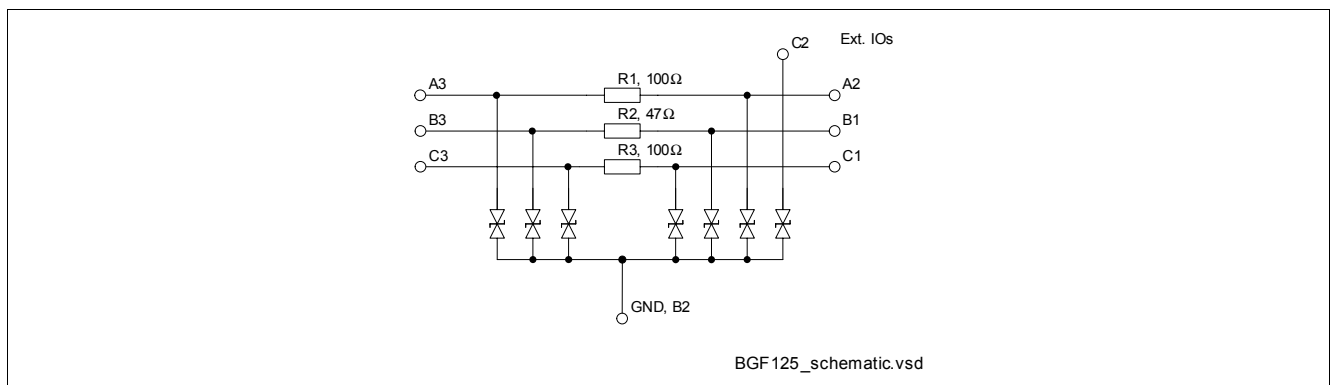 C2 Ext. IOs
A3 R1, 100Ω A2
B3 R2, 47Ω B1
C3 R3, 100Ω C1
GND, B2
BGF125_schematic.vsd